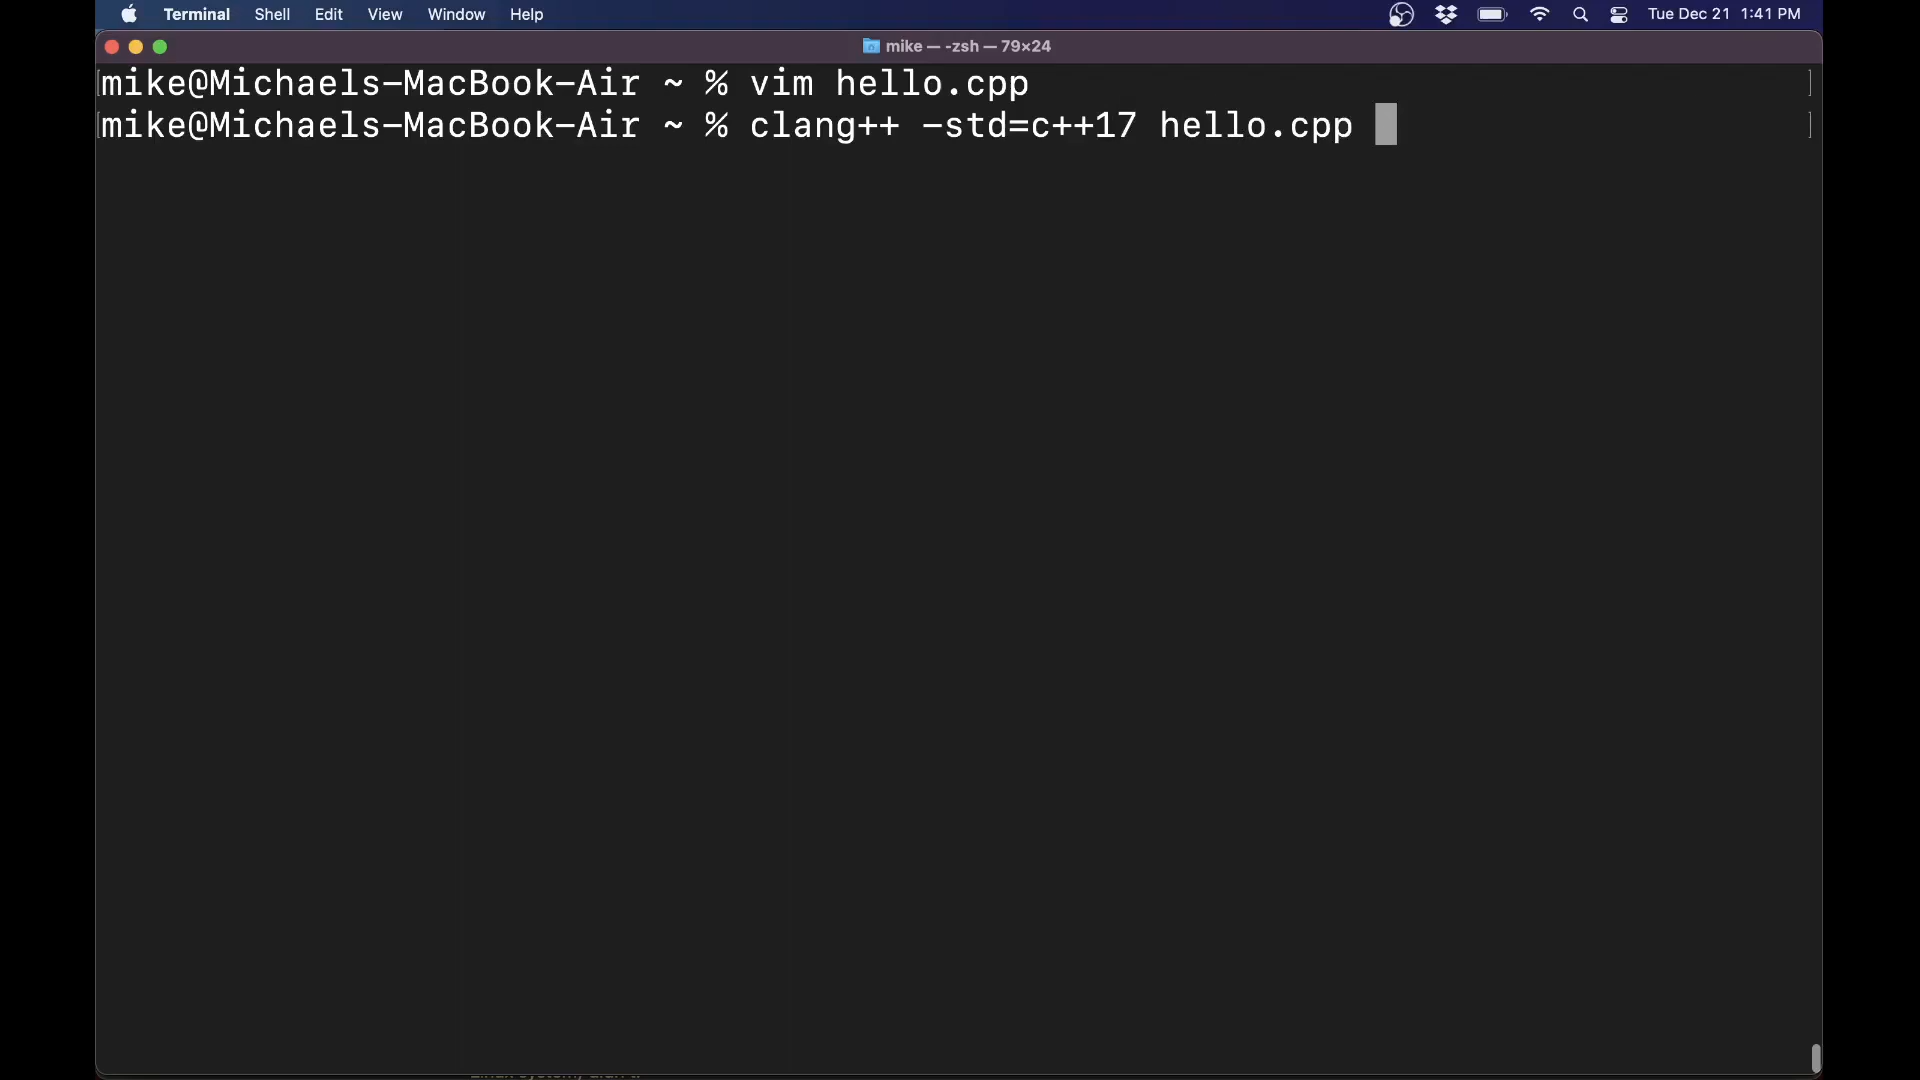 Terminal Shell Edit View Window Help Tue Dec 21 1:41 PM
mike — -zsh — 79×24
mike@Michaels-MacBook-Air ~ % vim hello.cpp
mike@Michaels-MacBook-Air ~ % clang++ -std=c++17 hello.cpp